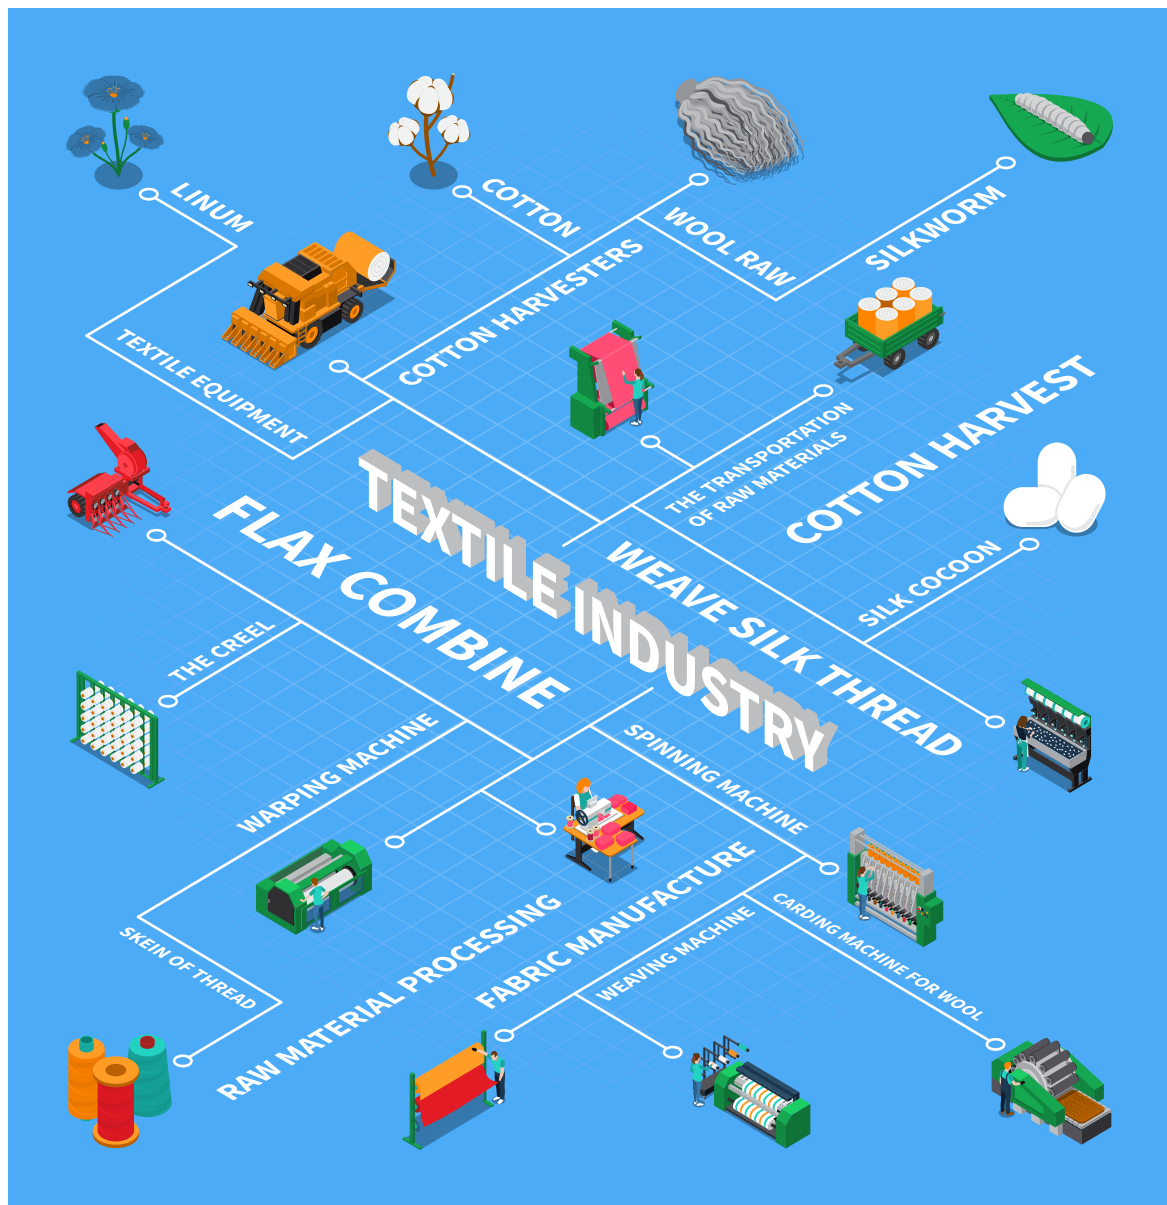 LINUM
COTTON
WOOL RAW
SILKWORM
TEXTILE EQUIPMENT
COTTON HARVESTERS
THE TRANSPORTATION
OF RAW MATERIALS
COTTON HARVEST
FLAX COMBINE
TEXTILE INDUSTRY
WEAVE SILK THREAD
SILK COCOON
THE CREEL
WARPING MACHINE
SPINNING MACHINE
SKEIN OF THREAD
RAW MATERIAL PROCESSING
FABRIC MANUFACTURE
WEAVING MACHINE
CARDING MACHINE FOR WOOL